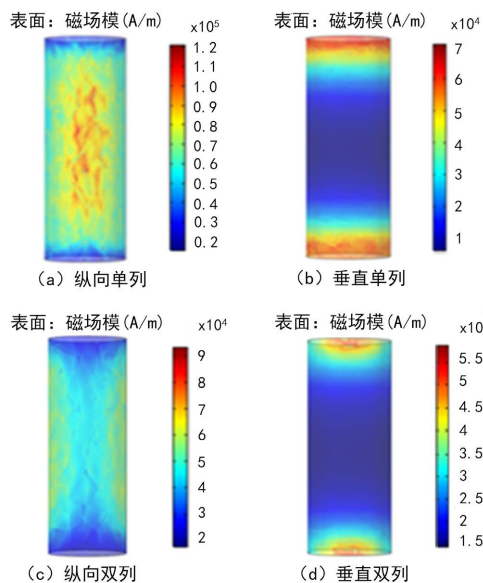 表面：磁场模(A/m)
x10⁵
1.2
1.1
1.0
0.9
0.8
0.7
0.6
0.5
0.4
0.3
0.2
（a）纵向单列
表面：磁场模(A/m)
x10⁴
7
5
4
3
2
1
（b）垂直单列
表面：磁场模(A/m)
x10⁴
9
8
7
6
5
4
3
2
（c）纵向双列
表面：磁场模(A/m)
x10
5.5
5
4.5
4
3.5
3
2.5
2
1.5
（d）垂直双列